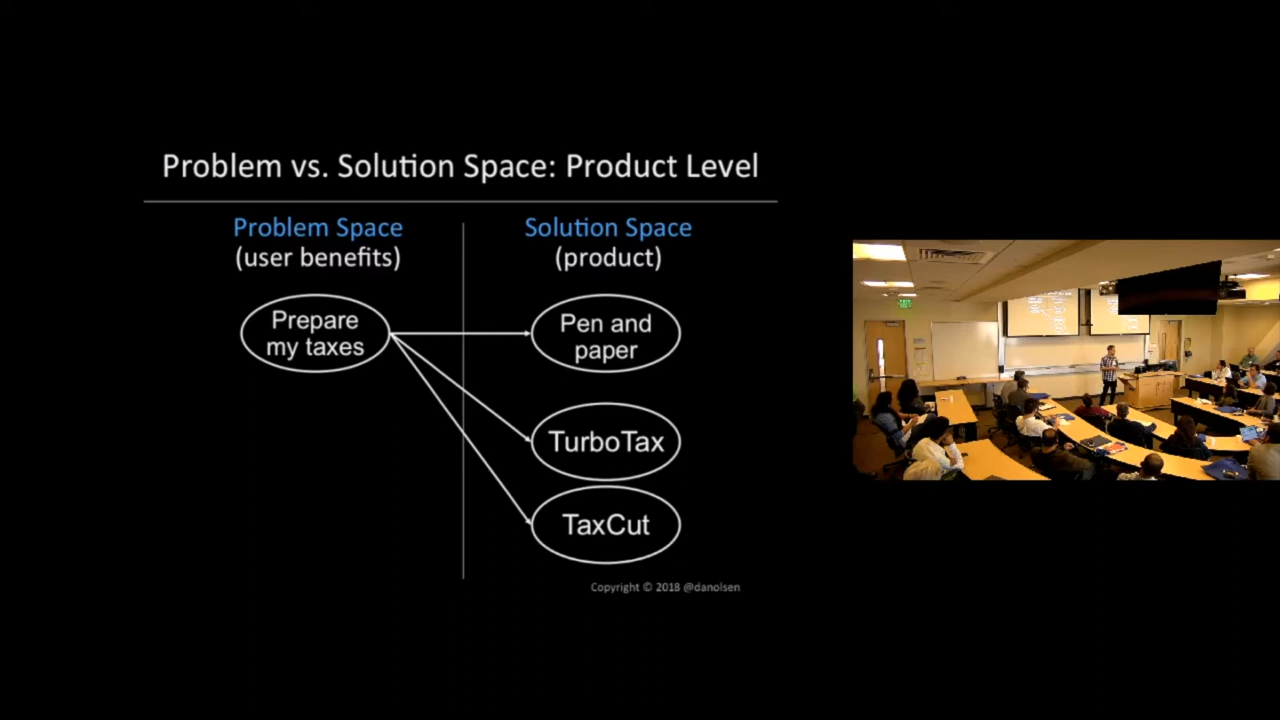 Problem vs. Solution Space: Product Level
Problem Space
(user benefits)
Solution Space
(product)
Prepare
my taxes
Pen and
paper
TurboTax
TaxCut
Copyright © 2018 @danolsen